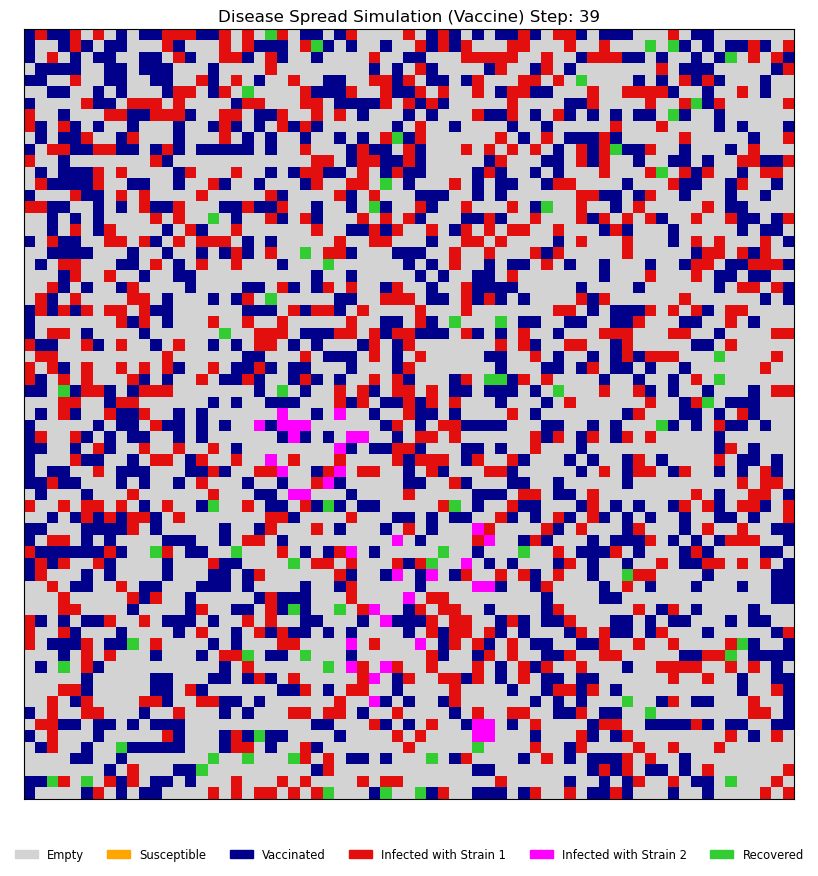 Disease Spread Simulation (Vaccine) Step: 39
Empty Susceptible Vaccinated Infected with Strain 1 Infected with Strain 2 Recovered